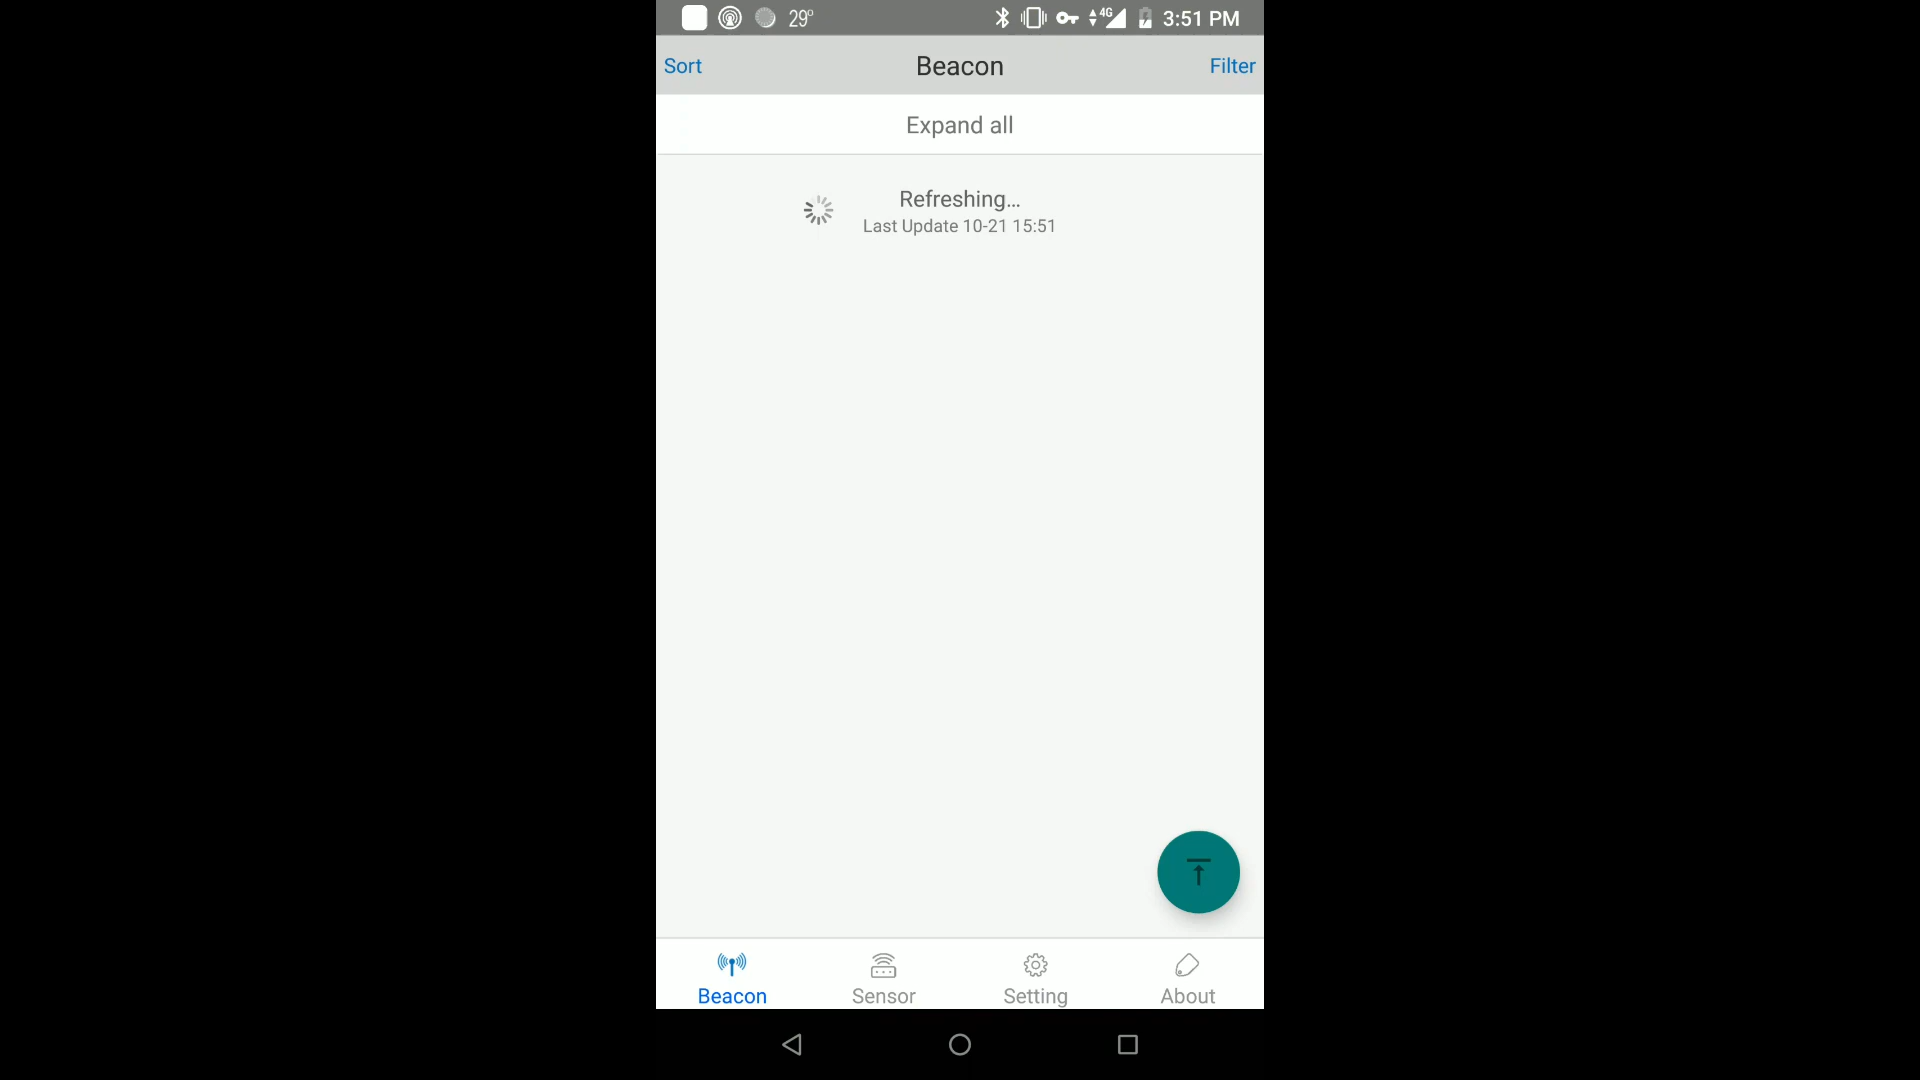 29° 4G 3:51 PM
Sort Beacon Filter
Expand all
Refreshing...
Last Update 10-21 15:51
Beacon Sensor Setting About